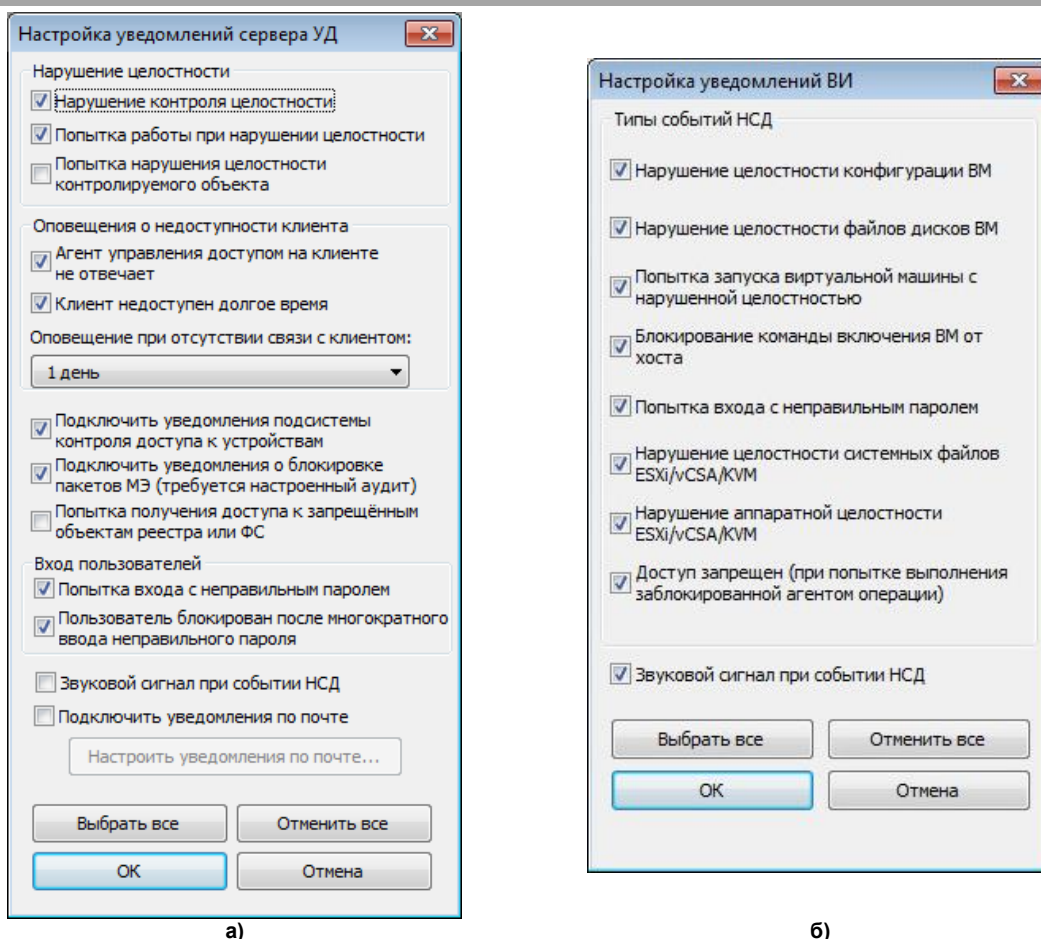 Настройка уведомлений сервера УД
Нарушение целостности
Нарушение контроля целостности
Попытка работы при нарушении целостности
Попытка нарушения целостности
контролируемого объекта
Оповещения о недоступности клиента
Агент управления доступом на клиенте
не отвечает
Клиент недоступен долгое время
Оповещение при отсутствии связи с клиентом:
1 день
Подключить уведомления подсистемы
контроля доступа к устройствам
Подключить уведомления о блокировке
пакетов МЭ (требуется настроенный аудит)
Попытка получения доступа к запрещённым
объектам реестра или ФС
Вход пользователей
Попытка входа с неправильным паролем
Пользователь блокирован после многократного
ввода неправильного пароля
Звуковой сигнал при событии НСД
Подключить уведомления по почте
Настроить уведомления по почте...
Выбрать все
Отменить все
ОК
Отмена
а)
Настройка уведомлений ВИ
Типы событий НСД
Нарушение целостности конфигурации ВМ
Нарушение целостности файлов дисков ВМ
Попытка запуска виртуальной машины с
нарушенной целостностью
Блокирование команды включения ВМ от
хоста
Попытка входа с неправильным паролем
Нарушение целостности системных файлов
ESXi/vCSA/KVM
Нарушение аппаратной целостности
ESXi/vCSA/KVM
Доступ запрещен (при попытке выполнения
заблокированной агентом операции)
Звуковой сигнал при событии НСД
Выбрать все
Отменить все
ОК
Отмена
б)